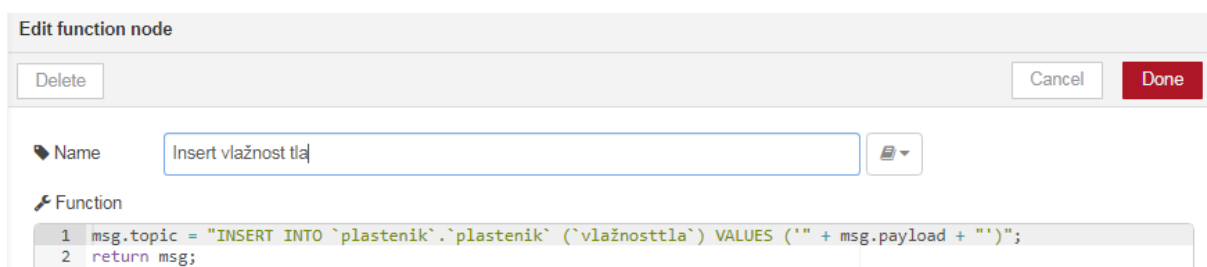 Edit function node
Delete Cancel Done
Name Insert vlažnost tla
Function
1 msg.topic = "INSERT INTO `plastenik`.`plastenik` (`vlažnosttla`) VALUES ('" + msg.payload + "')";
2 return msg;